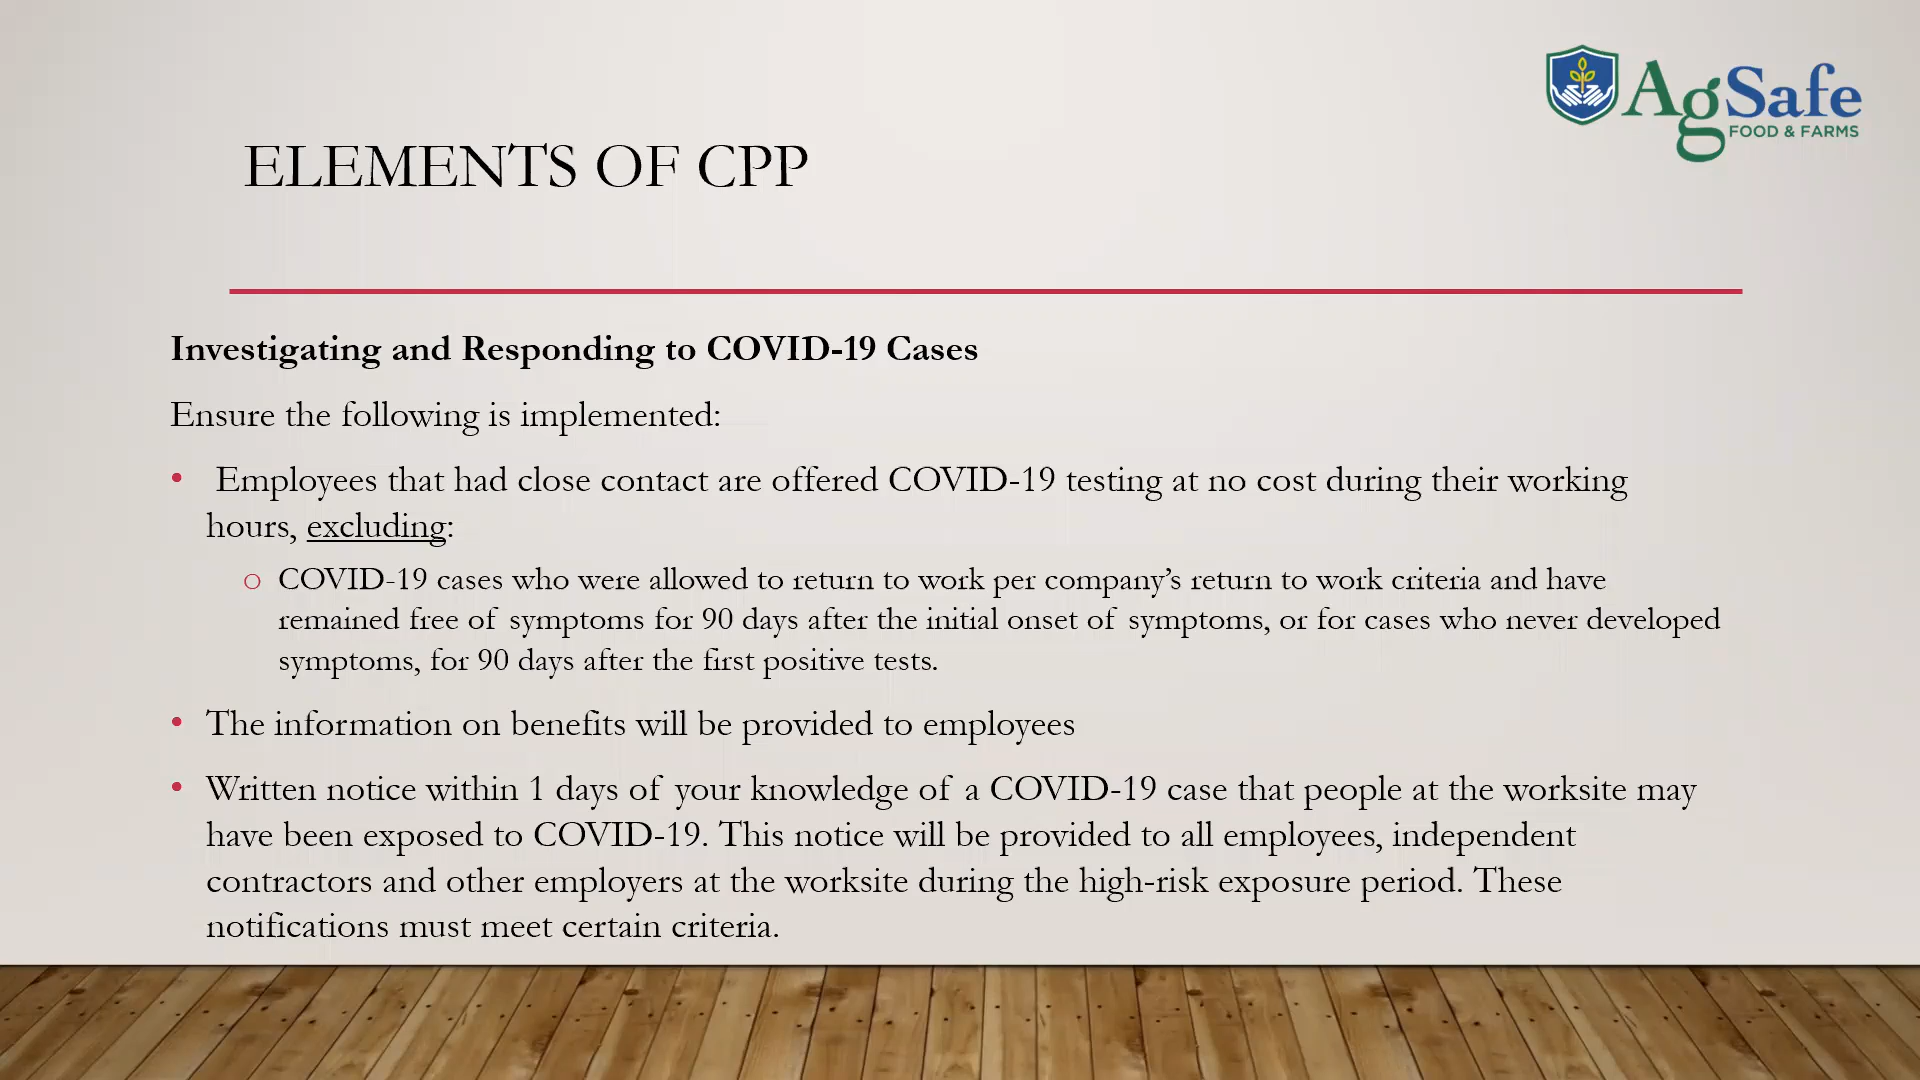 AgSafe
FOOD & FARMS
ELEMENTS OF CPP
Investigating and Responding to COVID-19 Cases
Ensure the following is implemented:
• Employees that had close contact are offered COVID-19 testing at no cost during their working
hours, excluding:
o COVID-19 cases who were allowed to return to work per company’s return to work criteria and have
remained free of symptoms for 90 days after the initial onset of symptoms, or for cases who never developed
symptoms, for 90 days after the first positive tests.
• The information on benefits will be provided to employees
• Written notice within 1 days of your knowledge of a COVID-19 case that people at the worksite may
have been exposed to COVID-19. This notice will be provided to all employees, independent
contractors and other employers at the worksite during the high-risk exposure period. These
notifications must meet certain criteria.